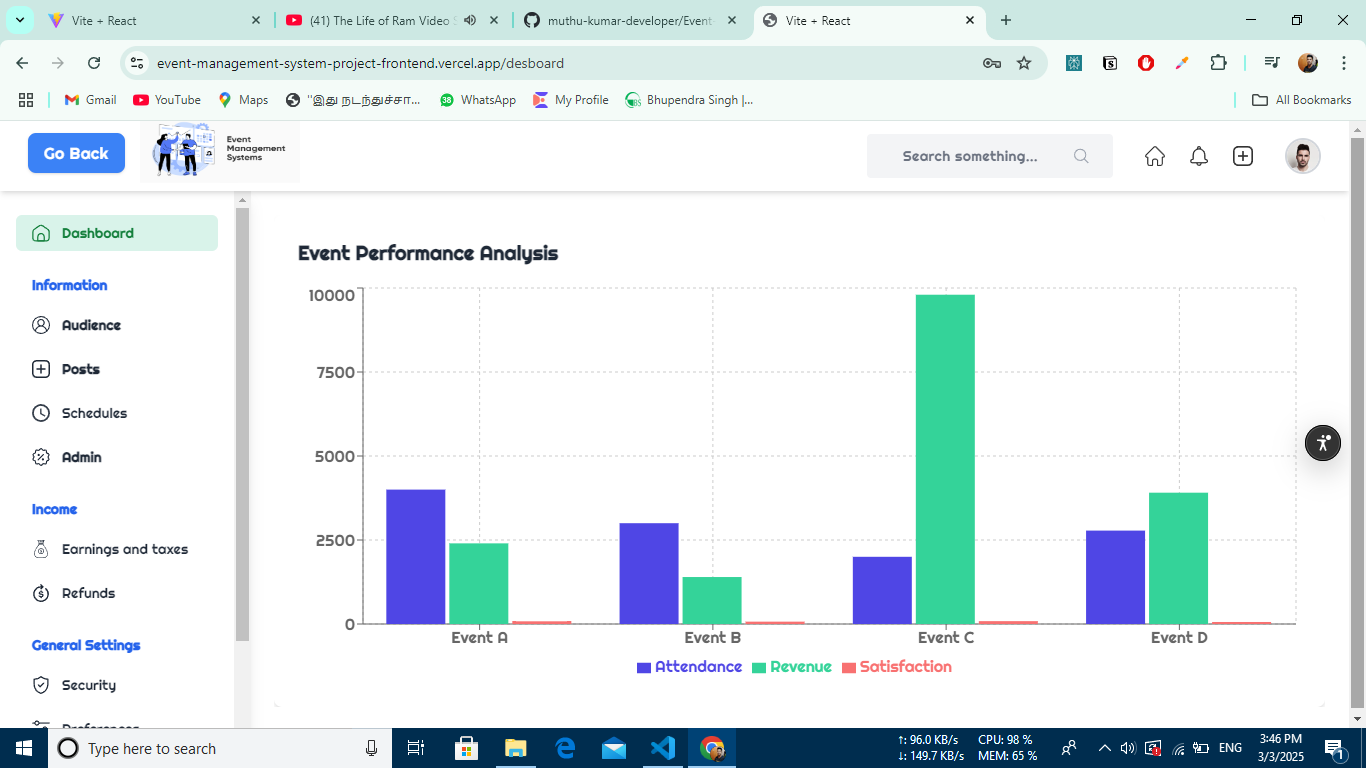 Vite + React
(41) The Life of Ram Video S
muthu-kumar-developer/Event-
Vite + React
event-management-system-project-frontend.vercel.app/desboard
Gmail
YouTube
Maps
"இது நடந்துச்சா...
38
WhatsApp
My Profile
Bhupendra Singh |...
All Bookmarks
Go Back
Event
Management
Systems
Search something...
Dashboard
Information
Audience
Posts
Schedules
Admin
Income
Earnings and taxes
Refunds
General Settings
Security
Preferences
Event Performance Analysis
10000
7500
5000
2500
0
Event A
Event B
Event C
Event D
Attendance
Revenue
Satisfaction
Type here to search
↑: 96.0 KB/s
↓: 149.7 KB/s
CPU: 98 %
MEM: 65 %
ENG
3:46 PM
3/3/2025
1